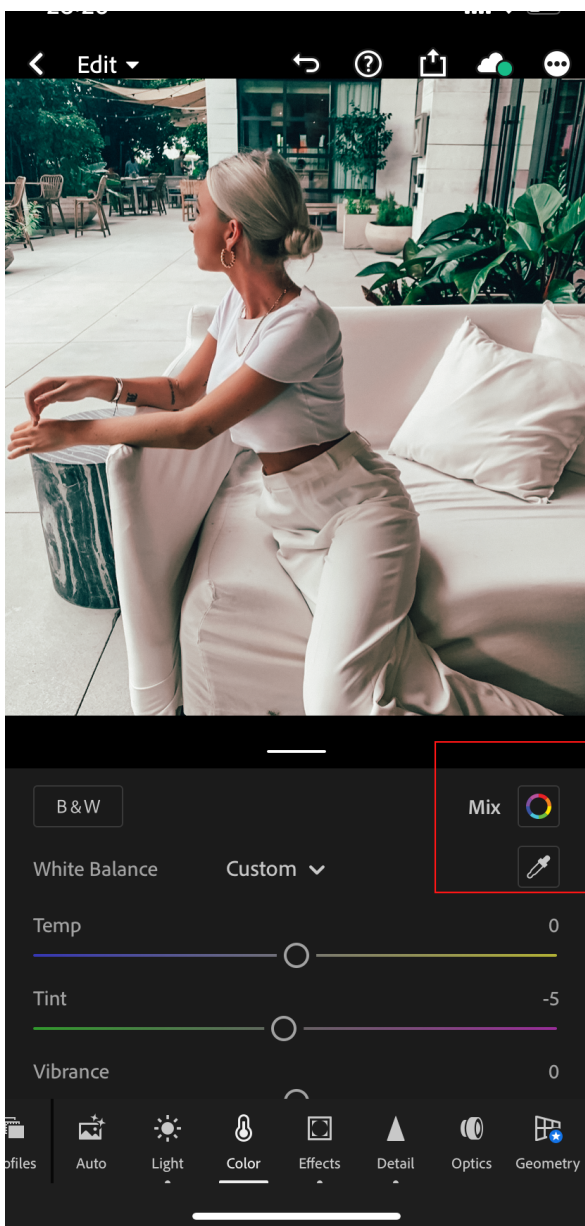 Edit
B&W
Mix
White Balance Custom
Temp 0
Tint -5
Vibrance 0
Auto Light Color Effects Detail Optics Geometry